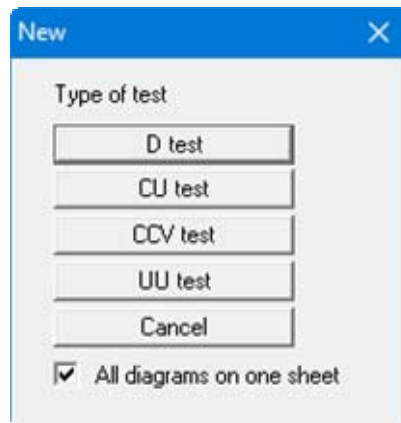 New
Type of test
D test
CU test
CCV test
UU test
Cancel
All diagrams on one sheet